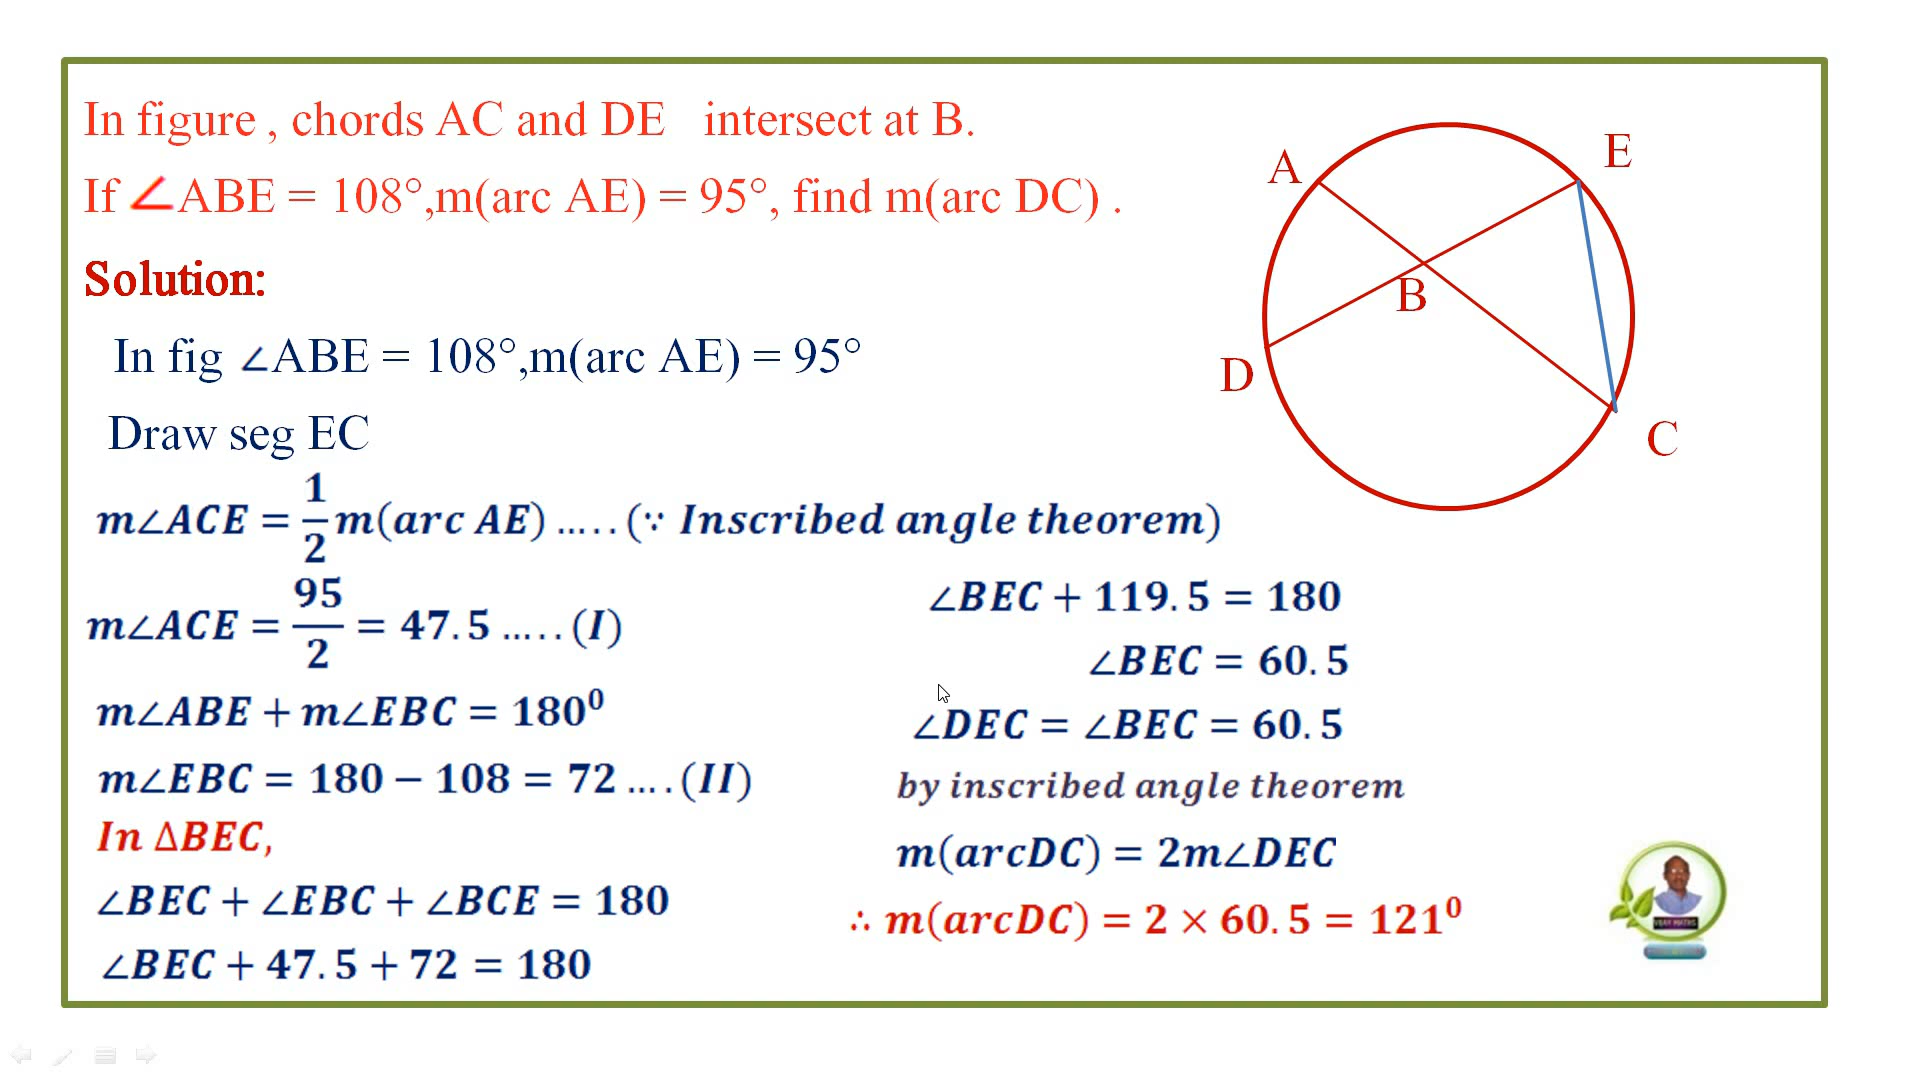 In figure , chords AC and DE intersect at B.
If ∠ABE = 108°,m(arc AE) = 95°, find m(arc DC) .
Solution:
In fig ∠ABE = 108°,m(arc AE) = 95°
Draw seg EC
m∠ACE = 1/2 m(arc AE) ..... (∵ Inscribed angle theorem)
m∠ACE = 95/2 = 47.5 ..... (I)
m∠ABE + m∠EBC = 180⁰
m∠EBC = 180 − 108 = 72 .... (II)
In ∆BEC,
∠BEC + ∠EBC + ∠BCE = 180
∠BEC + 47.5 + 72 = 180
∠BEC + 119.5 = 180
∠BEC = 60.5
∠DEC = ∠BEC = 60.5
by inscribed angle theorem
m(arcDC) = 2m∠DEC
∴ m(arcDC) = 2 × 60.5 = 121⁰
A
E
B
D
C